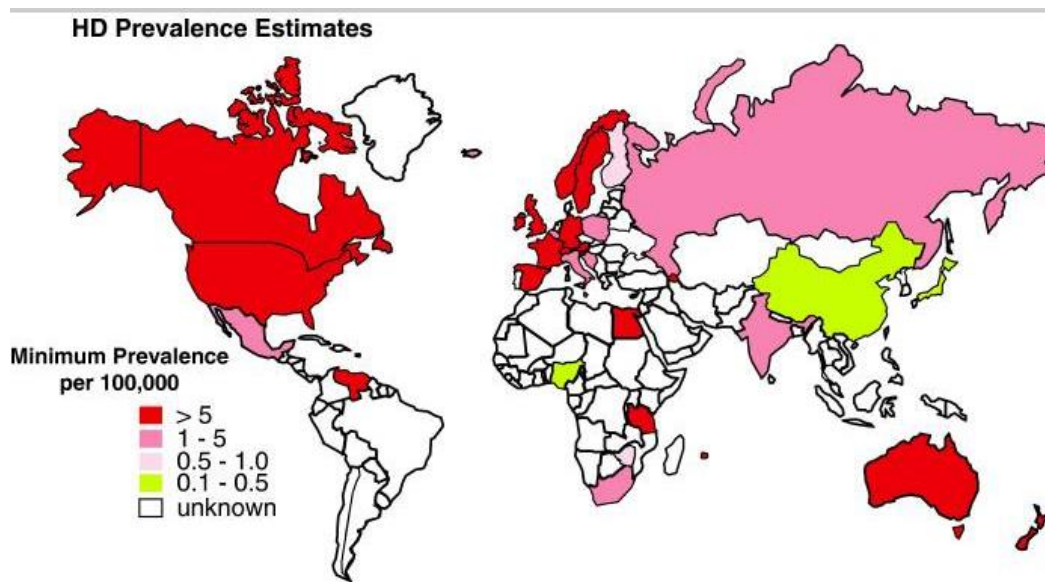 HD Prevalence Estimates
Minimum Prevalence
per 100,000
> 5
1 - 5
0.5 - 1.0
0.1 - 0.5
unknown